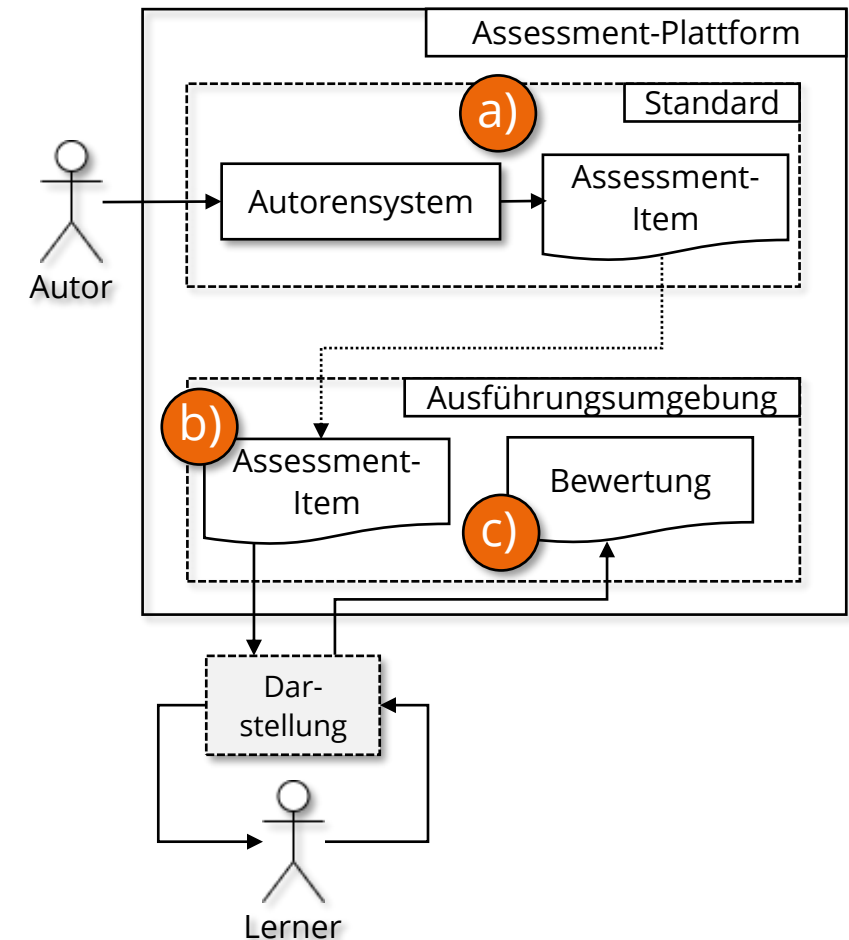 Assessment-Plattform
Standard
a)
Autorensystem
Assessment-
Item
Autor
Ausführungsumgebung
b)
Assessment-
Item
Bewertung
c)
Dar-
stellung
Lerner